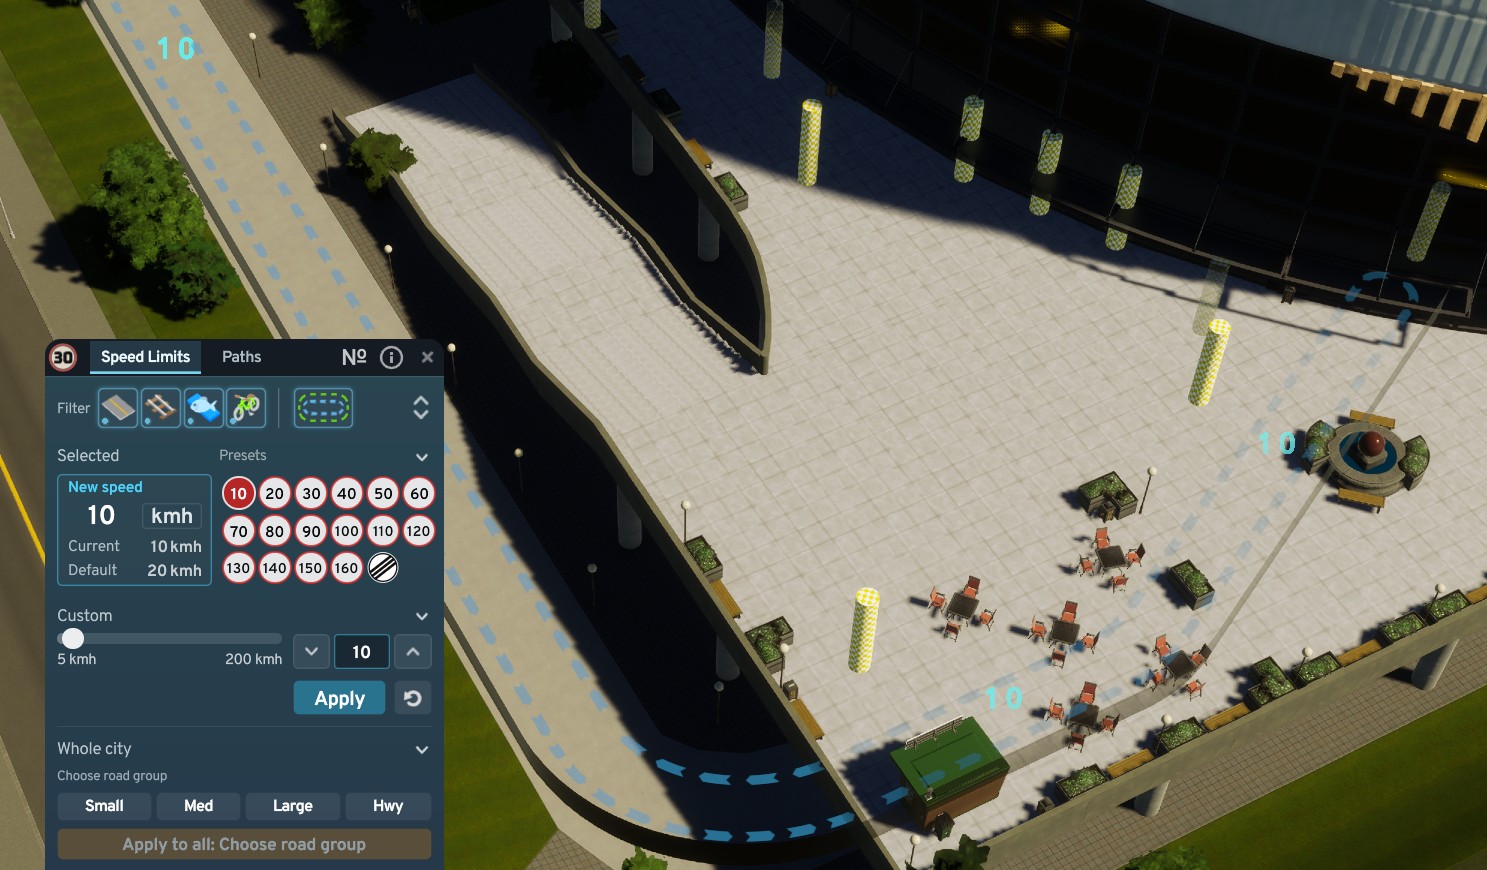 10
30 Speed Limits Paths № i ×
Filter
Selected Presets
New speed
10 kmh
Current 10 kmh
Default 20 kmh
10 20 30 40 50 60
70 80 90 100 110 120
130 140 150 160
Custom
5 kmh 200 kmh
10
Apply
Whole city
Choose road group
Small Med Large Hwy
Apply to all: Choose road group
10
10